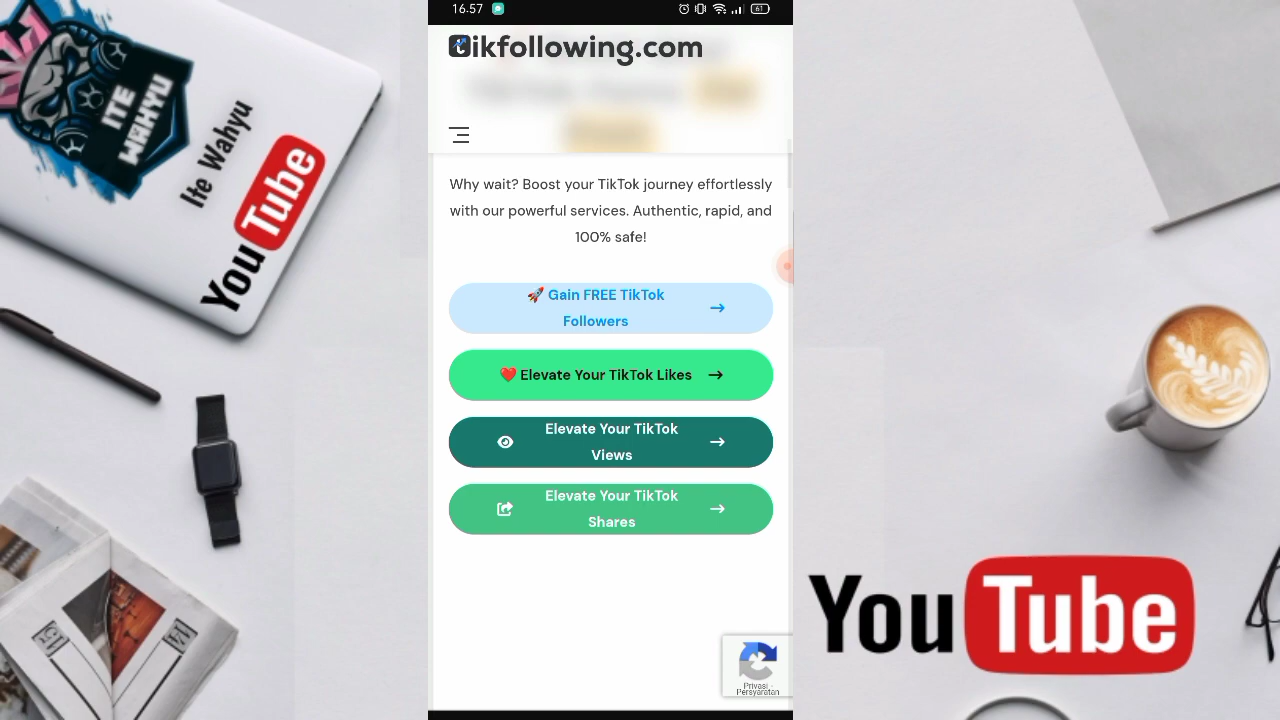 16.57
61
tikfollowing.com
Why wait? Boost your TikTok journey effortlessly
with our powerful services. Authentic, rapid, and
100% safe!
🚀 Gain FREE TikTok
Followers
❤️ Elevate Your TikTok Likes
Elevate Your TikTok
Views
Elevate Your TikTok
Shares
Privasi -
Persyaratan
ITE
WAHYU
Ite Wahyu
YouTube
YouTube